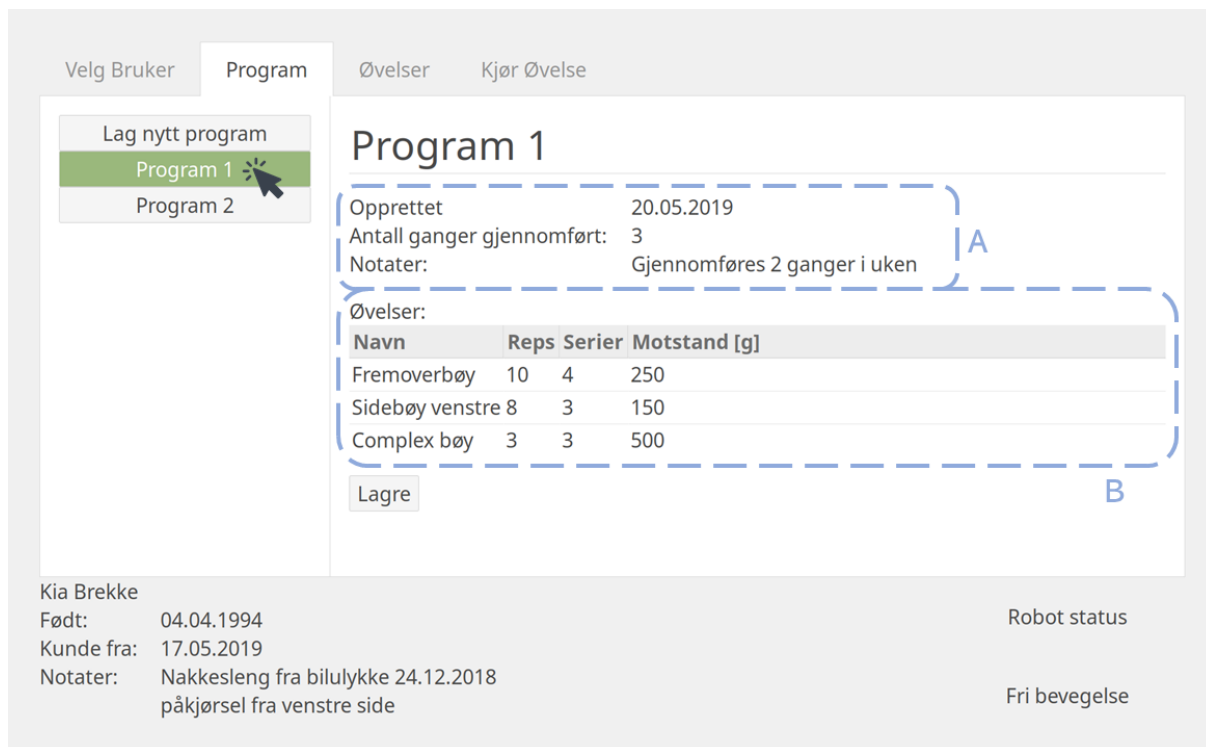 Velg Bruker Program Øvelser Kjør Øvelse
Lag nytt program
Program 1
Program 2
Program 1
Opprettet 20.05.2019
Antall ganger gjennomført: 3
Notater: Gjennomføres 2 ganger i uken
A
Øvelser:
Navn Reps Serier Motstand [g]
Fremoverbøy 10 4 250
Sidebøy venstre 8 3 150
Complex bøy 3 3 500
B
Lagre
Kia Brekke
Født: 04.04.1994
Kunde fra: 17.05.2019
Notater: Nakkesleng fra bilulykke 24.12.2018
påkjørsel fra venstre side
Robot status
Fri bevegelse